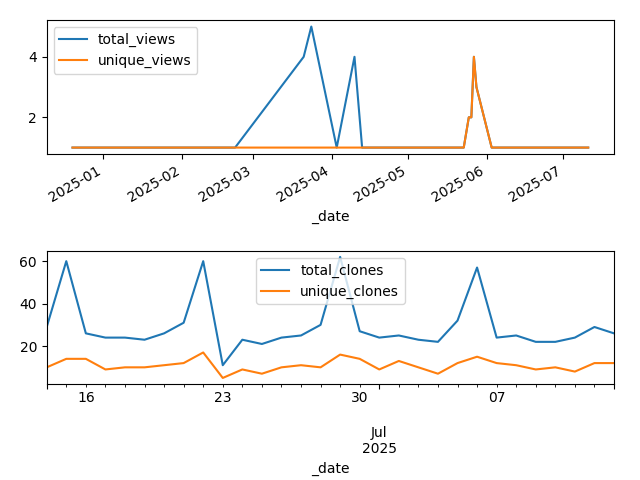 total_views
unique_views
4
2
2025-01
2025-02
2025-03
2025-04
2025-05
2025-06
2025-07
_date
total_clones
unique_clones
60
40
20
16
23
30
07
Jul
2025
_date